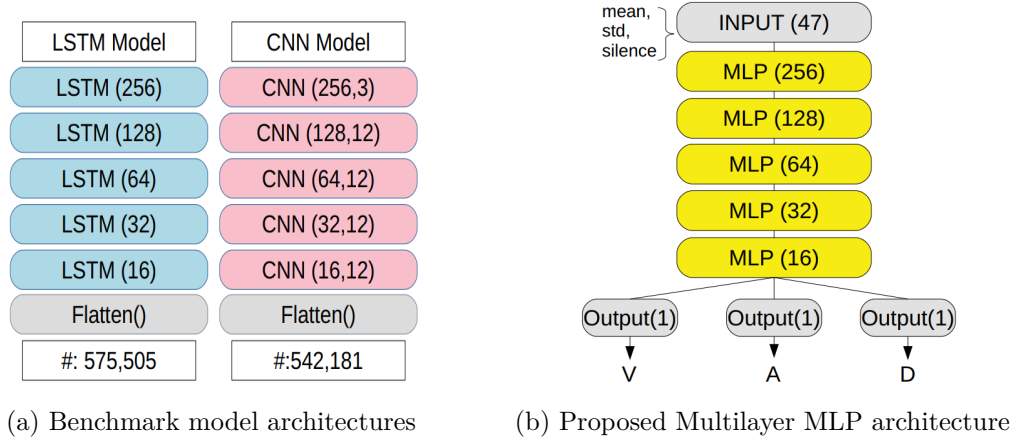 LSTM Model
LSTM (256)
LSTM (128)
LSTM (64)
LSTM (32)
LSTM (16)
Flatten()
#: 575,505
CNN Model
CNN (256,3)
CNN (128,12)
CNN (64,12)
CNN (32,12)
CNN (16,12)
Flatten()
#:542,181
(a) Benchmark model architectures
mean,
std,
silence
INPUT (47)
MLP (256)
MLP (128)
MLP (64)
MLP (32)
MLP (16)
Output(1) Output(1) Output(1)
V A D
(b) Proposed Multilayer MLP architecture